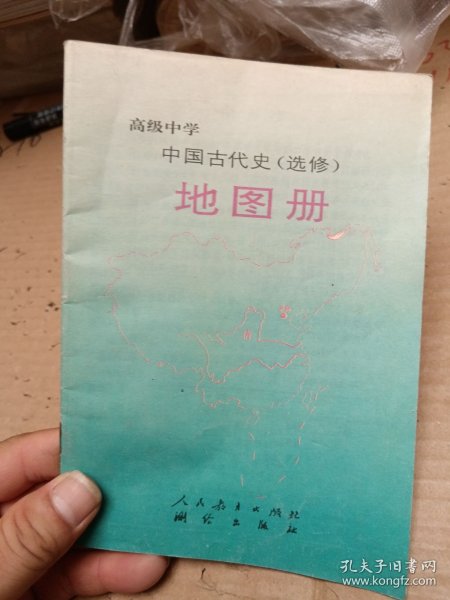 高级中学
中国古代史（选修）
地图册
人民教育出版社
测绘出版社
孔夫子旧书网
www.kongfz.com